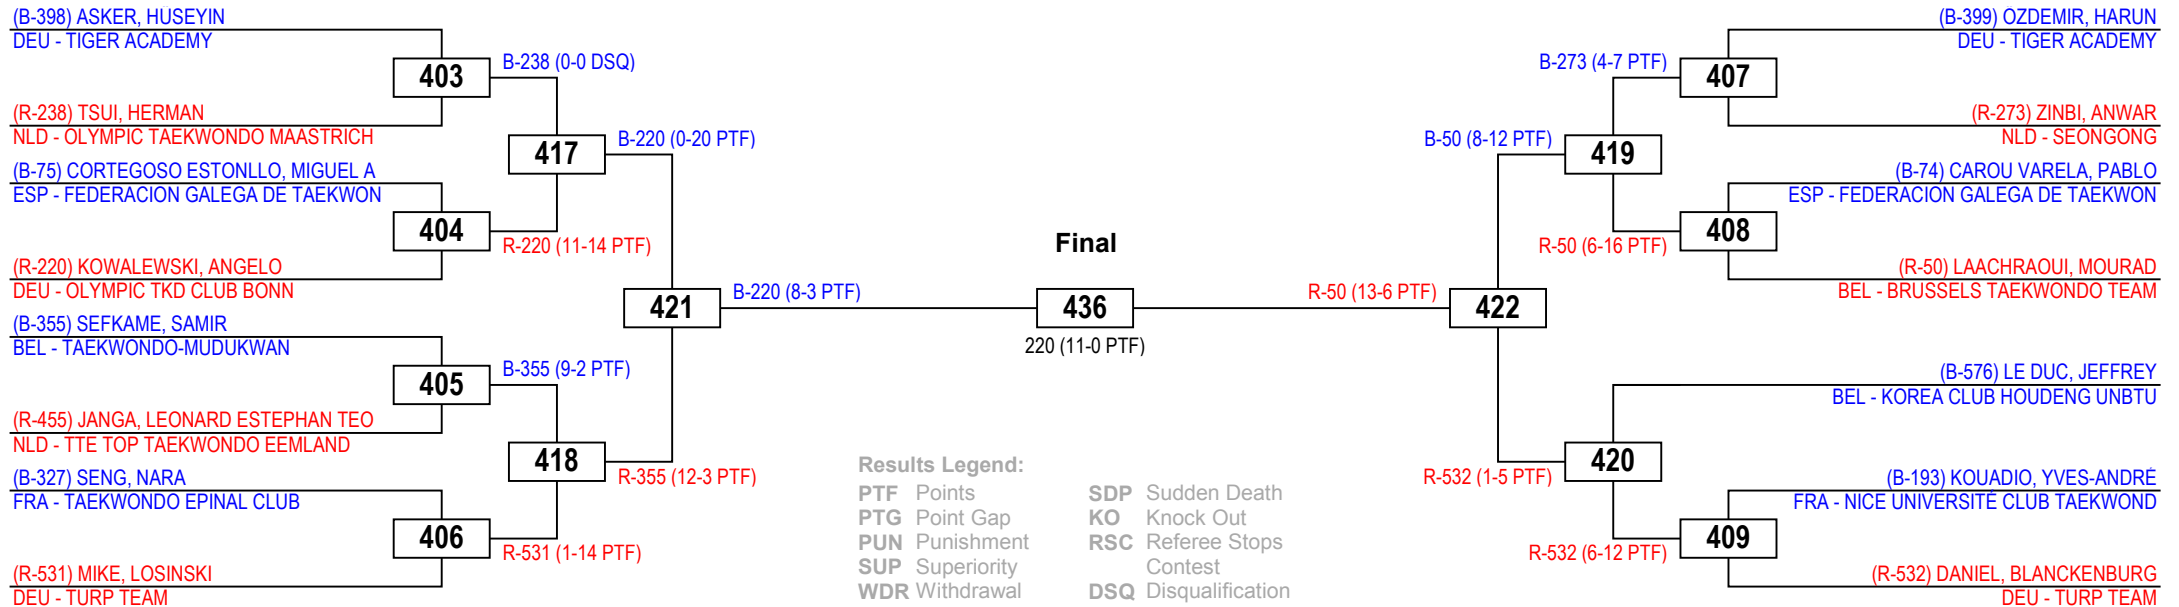 (B-398) ASKER, HÜSEYIN
DEU - TIGER ACADEMY
403
B-238 (0-0 DSQ)
(R-238) TSUI, HERMAN
NLD - OLYMPIC TAEKWONDO MAASTRICH
417
B-220 (0-20 PTF)
(B-75) CORTEGOSO ESTONLLO, MIGUEL A
ESP - FEDERACION GALEGA DE TAEKWON
404
R-220 (11-14 PTF)
(R-220) KOWALEWSKI, ANGELO
DEU - OLYMPIC TKD CLUB BONN
421
B-220 (8-3 PTF)
(B-355) SEFKAME, SAMIR
BEL - TAEKWONDO-MUDUKWAN
405
B-355 (9-2 PTF)
(R-455) JANGA, LEONARD ESTEPHAN TEO
NLD - TTE TOP TAEKWONDO EEMLAND
418
R-355 (12-3 PTF)
(B-327) SENG, NARA
FRA - TAEKWONDO EPINAL CLUB
406
R-531 (1-14 PTF)
(R-531) MIKE, LOSINSKI
DEU - TURP TEAM
Final
436
220 (11-0 PTF)
(B-399) OZDEMIR, HARUN
DEU - TIGER ACADEMY
B-273 (4-7 PTF)
407
(R-273) ZINBI, ANWAR
NLD - SEONGONG
B-50 (8-12 PTF)
419
(B-74) CAROU VARELA, PABLO
ESP - FEDERACION GALEGA DE TAEKWON
R-50 (6-16 PTF)
408
(R-50) LAACHRAOUI, MOURAD
BEL - BRUSSELS TAEKWONDO TEAM
R-50 (13-6 PTF)
422
(B-576) LE DUC, JEFFREY
BEL - KOREA CLUB HOUDENG UNBTU
R-532 (1-5 PTF)
420
(B-193) KOUADIO, YVES-ANDRÉ
FRA - NICE UNIVERSITÉ CLUB TAEKWOND
R-532 (6-12 PTF)
409
(R-532) DANIEL, BLANCKENBURG
DEU - TURP TEAM
Results Legend:
PTF Points
PTG Point Gap
PUN Punishment
SUP Superiority
WDR Withdrawal
SDP Sudden Death
KO Knock Out
RSC Referee Stops
Contest
DSQ Disqualification